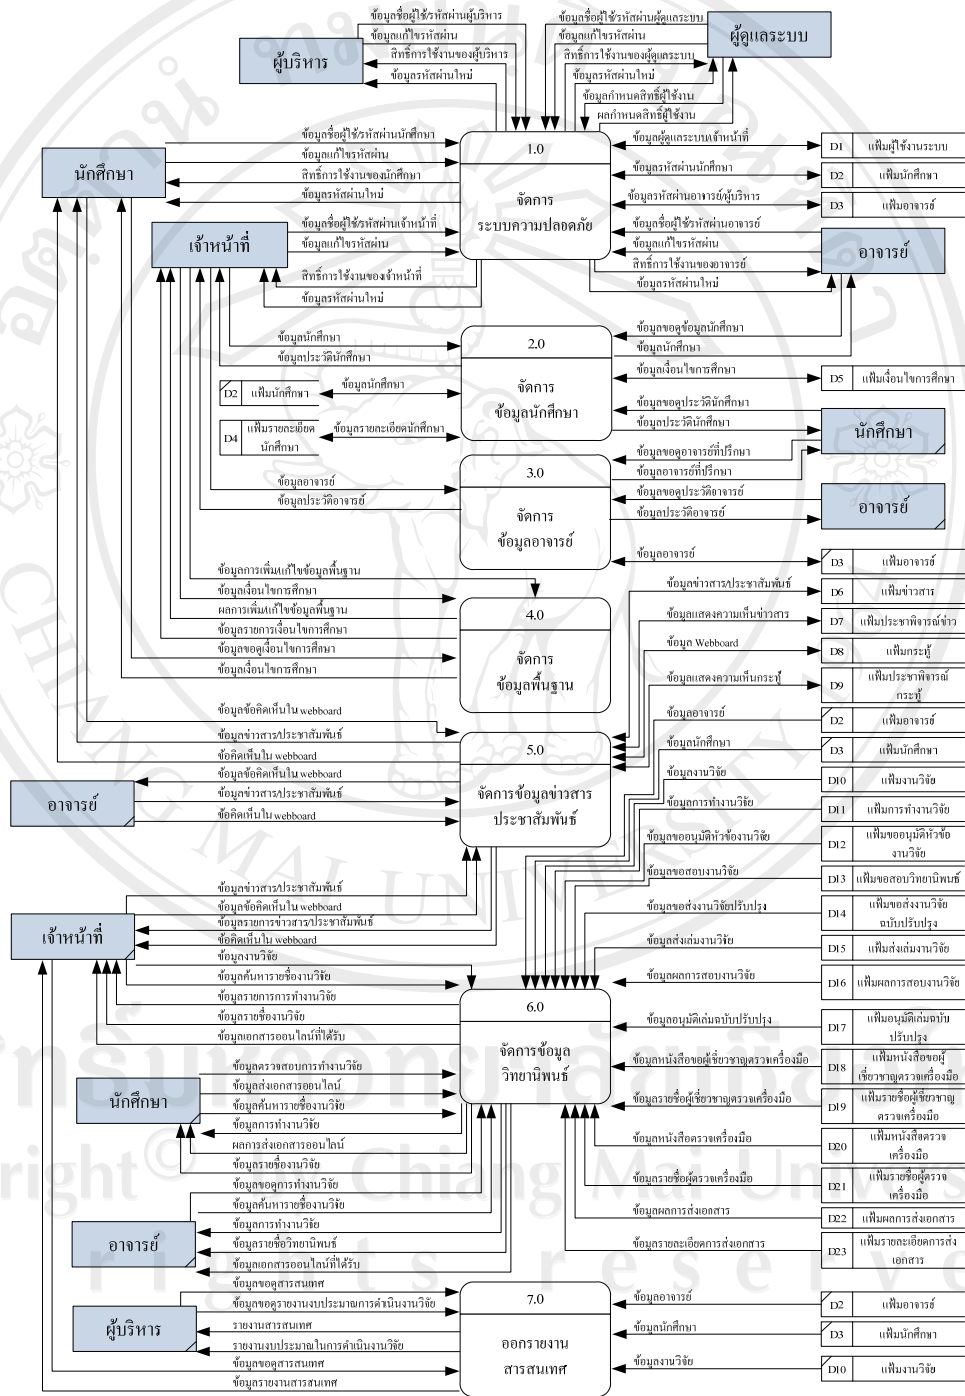 ข้อมูลชื่อผู้ใช้/รหัสผ่านผู้บริหาร
ข้อมูลแก้ไขรหัสผ่าน
สิทธิ์การใช้งานของผู้บริหาร
ข้อมูลรหัสผ่านใหม่
ผู้บริหาร
ข้อมูลชื่อผู้ใช้/รหัสผ่านผู้ดูแลระบบ
ข้อมูลแก้ไขรหัสผ่าน
สิทธิ์การใช้งานของผู้ดูแลระบบ
ข้อมูลรหัสผ่านใหม่
ข้อมูลกำหนดสิทธิ์ผู้ใช้งาน
ผลกำหนดสิทธิ์ผู้ใช้งาน
ผู้ดูแลระบบ
นักศึกษา
ข้อมูลชื่อผู้ใช้/รหัสผ่านนักศึกษา
ข้อมูลแก้ไขรหัสผ่าน
สิทธิ์การใช้งานของนักศึกษา
ข้อมูลรหัสผ่านใหม่
เจ้าหน้าที่
ข้อมูลชื่อผู้ใช้/รหัสผ่านเจ้าหน้าที่
ข้อมูลแก้ไขรหัสผ่าน
สิทธิ์การใช้งานของเจ้าหน้าที่
ข้อมูลรหัสผ่านใหม่
1.0
จัดการ
ระบบความปลอดภัย
ข้อมูลผู้ดูแลระบบ/เจ้าหน้าที่
D1 แฟ้มผู้ใช้งานระบบ
ข้อมูลรหัสผ่านนักศึกษา
D2 แฟ้มนักศึกษา
ข้อมูลรหัสผ่านอาจารย์/ผู้บริหาร
D3 แฟ้มอาจารย์
ข้อมูลชื่อผู้ใช้/รหัสผ่านอาจารย์
ข้อมูลแก้ไขรหัสผ่าน
สิทธิ์การใช้งานของอาจารย์
ข้อมูลรหัสผ่านใหม่
อาจารย์
ข้อมูลนักศึกษา
ข้อมูลประวัตินักศึกษา
D2 แฟ้มนักศึกษา
ข้อมูลนักศึกษา
D4 แฟ้มรายละเอียด
นักศึกษา
ข้อมูลรายละเอียดนักศึกษา
2.0
จัดการ
ข้อมูลนักศึกษา
ข้อมูลขอดูข้อมูลนักศึกษา
ข้อมูลนักศึกษา
ข้อมูลเงื่อนไขการศึกษา
D5 แฟ้มเงื่อนไขการศึกษา
ข้อมูลขอดูประวัตินักศึกษา
ข้อมูลประวัตินักศึกษา
นักศึกษา
ข้อมูลอาจารย์
ข้อมูลประวัติอาจารย์
3.0
จัดการ
ข้อมูลอาจารย์
ข้อมูลขอดูอาจารย์ที่ปรึกษา
ข้อมูลอาจารย์ที่ปรึกษา
ข้อมูลขอดูประวัติอาจารย์
ข้อมูลประวัติอาจารย์
อาจารย์
ข้อมูลอาจารย์
D3 แฟ้มอาจารย์
ข้อมูลการเพิ่ม/แก้ไขข้อมูลพื้นฐาน
ข้อมูลเงื่อนไขการศึกษา
ผลการเพิ่ม/แก้ไขข้อมูลพื้นฐาน
ข้อมูลรายการเงื่อนไขการศึกษา
ข้อมูลขอดูเงื่อนไขการศึกษา
ข้อมูลเงื่อนไขการศึกษา
4.0
จัดการ
ข้อมูลพื้นฐาน
ข้อมูลข่าวสาร/ประชาสัมพันธ์
D6 แฟ้มข่าวสาร
ข้อมูลแสดงความเห็นข่าวสาร
D7 แฟ้มประชาพิจารณ์ข่าว
ข้อมูล Webboard
D8 แฟ้มกระทู้
ข้อมูลแสดงความเห็นกระทู้
D9 แฟ้มประชาพิจารณ์
กระทู้
ข้อมูลข้อคิดเห็นใน webboard
ข้อมูลข่าวสาร/ประชาสัมพันธ์
ข้อคิดเห็นใน webboard
อาจารย์
ข้อมูลข้อคิดเห็นใน webboard
ข้อมูลข่าวสาร/ประชาสัมพันธ์
ข้อคิดเห็นใน webboard
5.0
จัดการข้อมูลข่าวสาร
ประชาสัมพันธ์
ข้อมูลอาจารย์
D2 แฟ้มอาจารย์
ข้อมูลนักศึกษา
D3 แฟ้มนักศึกษา
ข้อมูลงานวิจัย
D10 แฟ้มงานวิจัย
ข้อมูลการทำงานวิจัย
D11 แฟ้มการทำงานวิจัย
ข้อมูลขออนุมัติหัวข้องานวิจัย
D12 แฟ้มขออนุมัติหัวข้อ
งานวิจัย
ข้อมูลขอสอบงานวิจัย
D13 แฟ้มขอสอบวิทยานิพนธ์
ข้อมูลขอส่งงานวิจัยปรับปรุง
D14 แฟ้มขอส่งงานวิจัย
ฉบับปรับปรุง
ข้อมูลส่งเล่มงานวิจัย
D15 แฟ้มส่งเล่มงานวิจัย
ข้อมูลผลการสอบงานวิจัย
D16 แฟ้มผลการสอบงานวิจัย
ข้อมูลอนุมัติเล่มฉบับปรับปรุง
D17 แฟ้มอนุมัติเล่มฉบับ
ปรับปรุง
ข้อมูลหนังสือขอผู้เชี่ยวชาญตรวจเครื่องมือ
D18 แฟ้มหนังสือขอผู้
เชี่ยวชาญตรวจเครื่องมือ
ข้อมูลรายชื่อผู้เชี่ยวชาญตรวจเครื่องมือ
D19 แฟ้มรายชื่อผู้เชี่ยวชาญ
ตรวจเครื่องมือ
ข้อมูลหนังสือตรวจเครื่องมือ
D20 แฟ้มหนังสือตรวจ
เครื่องมือ
ข้อมูลรายชื่อผู้ตรวจเครื่องมือ
D21 แฟ้มรายชื่อผู้ตรวจ
เครื่องมือ
ข้อมูลผลการส่งเอกสาร
D22 แฟ้มผลการส่งเอกสาร
ข้อมูลรายละเอียดการส่งเอกสาร
D23 แฟ้มรายละเอียดการส่ง
เอกสาร
เจ้าหน้าที่
ข้อมูลข่าวสาร/ประชาสัมพันธ์
ข้อมูลข้อคิดเห็นใน webboard
ข้อมูลรายการข่าวสาร/ประชาสัมพันธ์
ข้อคิดเห็นใน webboard
ข้อมูลงานวิจัย
ข้อมูลค้นหารายชื่องานวิจัย
ข้อมูลรายการการทำงานวิจัย
ข้อมูลรายชื่องานวิจัย
ข้อมูลเอกสารออนไลน์ที่ได้รับ
6.0
จัดการข้อมูล
วิทยานิพนธ์
นักศึกษา
ข้อมูลตรวจสอบการทำงานวิจัย
ข้อมูลส่งเอกสารออนไลน์
ข้อมูลค้นหารายชื่องานวิจัย
ข้อมูลการทำงานวิจัย
ผลการส่งเอกสารออนไลน์
ข้อมูลรายชื่องานวิจัย
อาจารย์
ข้อมูลขอดูการทำงานวิจัย
ข้อมูลค้นหารายชื่องานวิจัย
ข้อมูลการทำงานวิจัย
ข้อมูลรายชื่อวิทยานิพนธ์
ข้อมูลเอกสารออนไลน์ที่ได้รับ
ผู้บริหาร
ข้อมูลขอดูสารสนเทศ
ข้อมูลขอดูรายงานงบประมาณการดำเนินงานวิจัย
รายงานสารสนเทศ
รายงานงบประมาณในการดำเนินงานวิจัย
ข้อมูลขอดูสารสนเทศ
ข้อมูลรายงานสารสนเทศ
7.0
ออกรายงาน
สารสนเทศ
ข้อมูลอาจารย์
D2 แฟ้มอาจารย์
ข้อมูลนักศึกษา
D3 แฟ้มนักศึกษา
ข้อมูลงานวิจัย
D10 แฟ้มงานวิจัย
CHIANG MAI UNIVERSITY
right © by Chiang Mai Univers
rights reserve